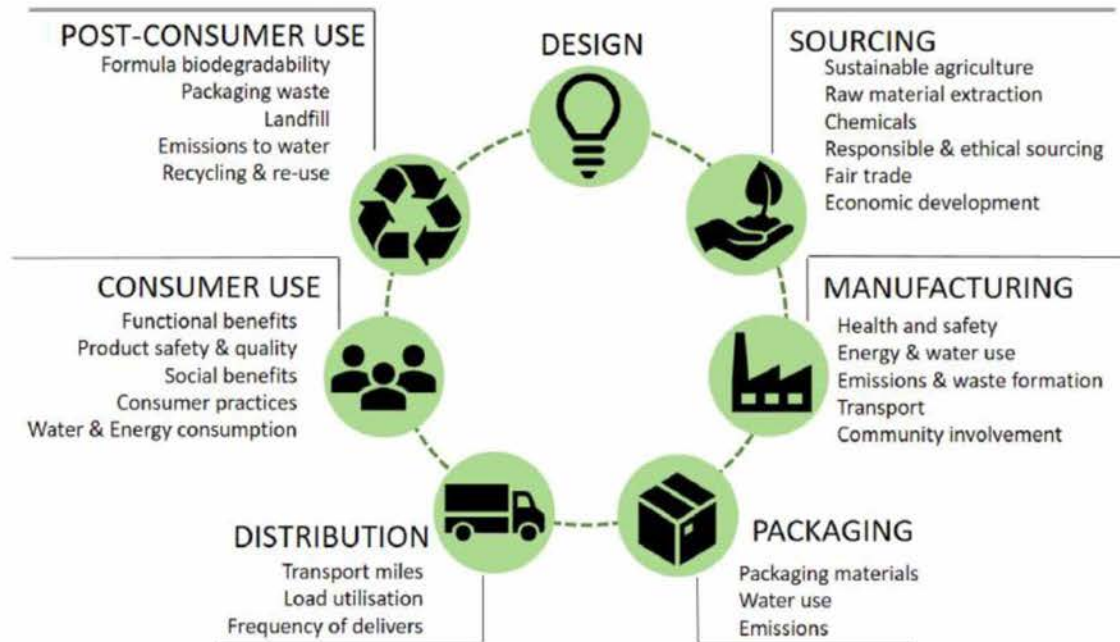 DESIGN
SOURCING
Sustainable agriculture
Raw material extraction
Chemicals
Responsible & ethical sourcing
Fair trade
Economic development
MANUFACTURING
Health and safety
Energy & water use
Emissions & waste formation
Transport
Community involvement
PACKAGING
Packaging materials
Water use
Emissions
DISTRIBUTION
Transport miles
Load utilisation
Frequency of delivers
CONSUMER USE
Functional benefits
Product safety & quality
Social benefits
Consumer practices
Water & Energy consumption
POST-CONSUMER USE
Formula biodegradability
Packaging waste
Landfill
Emissions to water
Recycling & re-use